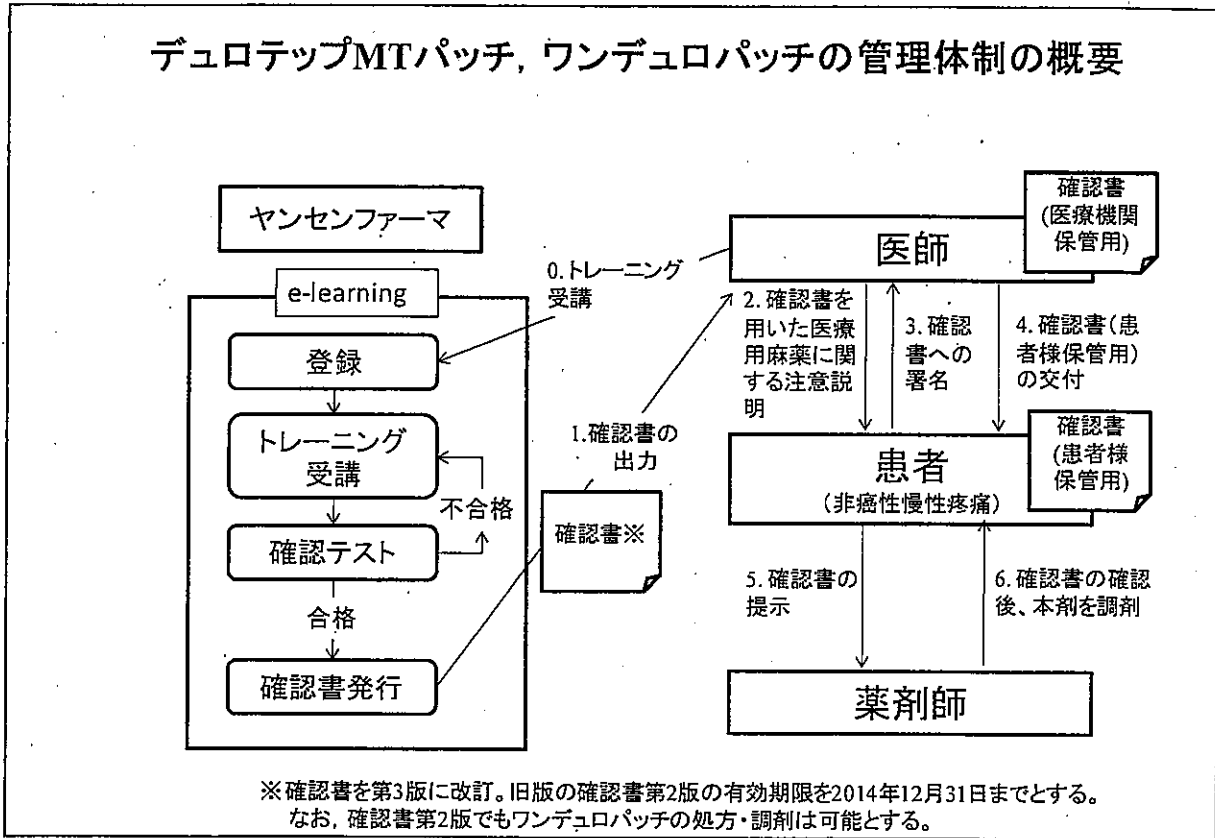 デュロテップMTパッチ，ワンデュロパッチの管理体制の概要
ヤンセンファーマ
e-learning
登録
トレーニング
受講
確認テスト
不合格
合格
確認書発行
0.トレーニング
受講
1.確認書の
出力
確認書※
医師
確認書
(医療機関
保管用)
2.確認書を
用いた医療
用麻薬に関
する注意説
明
3.確認
書への
署名
4.確認書(患
者様保管用)
の交付
患者
(非癌性慢性疼痛)
確認書
(患者様
保管用)
5.確認書の
提示
6.確認書の確認
後、本剤を調剤
薬剤師
※確認書を第3版に改訂。旧版の確認書第2版の有効期限を2014年12月31日までとする。
なお，確認書第2版でもワンデュロパッチの処方・調剤は可能とする。